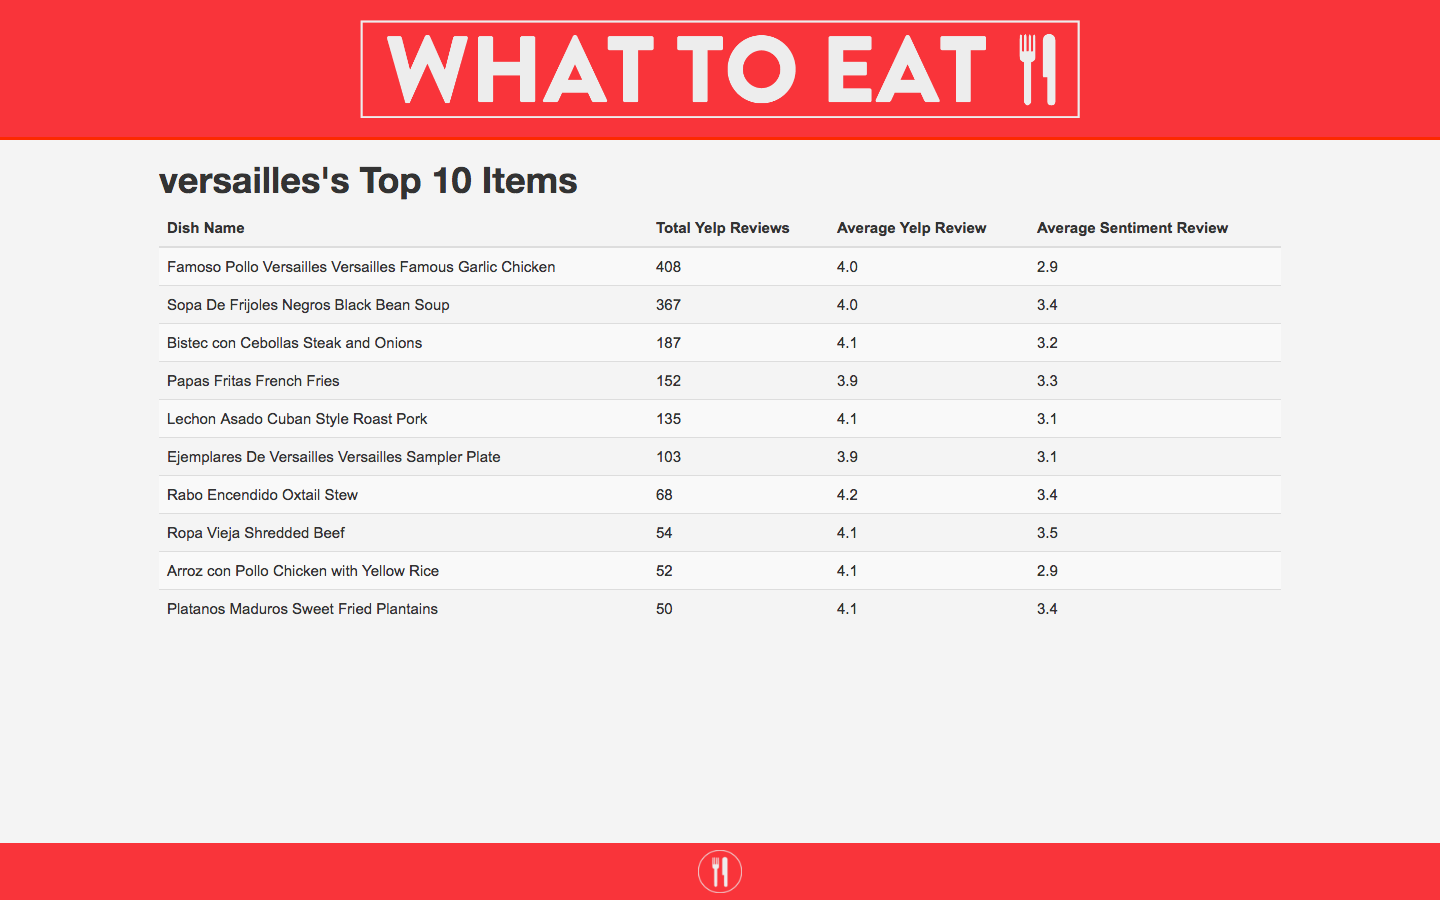 WHAT TO EAT
versailles's Top 10 Items
Dish Name Total Yelp Reviews Average Yelp Review Average Sentiment Review
Famoso Pollo Versailles Versailles Famous Garlic Chicken 408 4.0 2.9
Sopa De Frijoles Negros Black Bean Soup 367 4.0 3.4
Bistec con Cebollas Steak and Onions 187 4.1 3.2
Papas Fritas French Fries 152 3.9 3.3
Lechon Asado Cuban Style Roast Pork 135 4.1 3.1
Ejemplares De Versailles Versailles Sampler Plate 103 3.9 3.1
Rabo Encendido Oxtail Stew 68 4.2 3.4
Ropa Vieja Shredded Beef 54 4.1 3.5
Arroz con Pollo Chicken with Yellow Rice 52 4.1 2.9
Platanos Maduros Sweet Fried Plantains 50 4.1 3.4